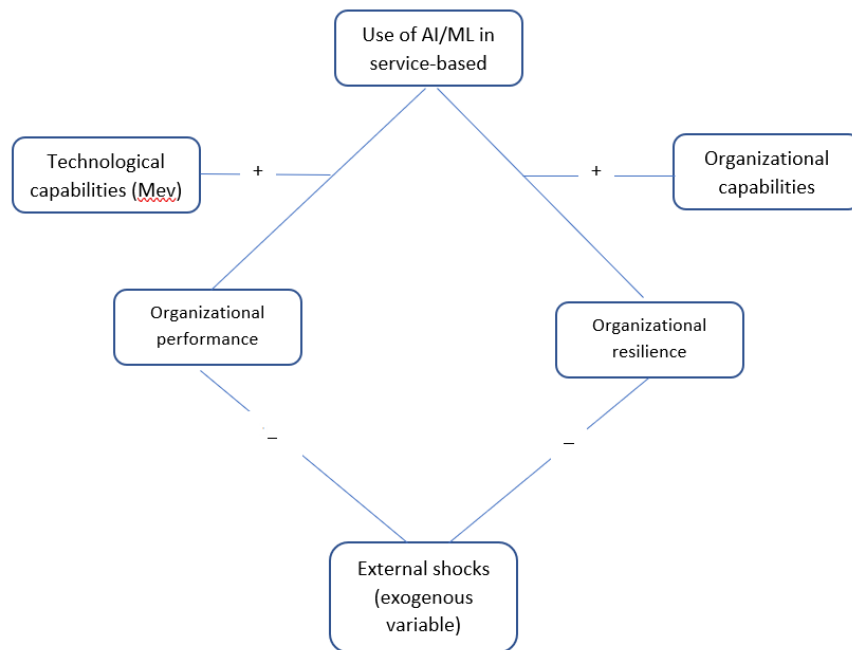 Use of AI/ML in
service-based
Technological
capabilities (Mev)
+
+
Organizational
capabilities
Organizational
performance
Organizational
resilience
–
–
External shocks
(exogenous
variable)